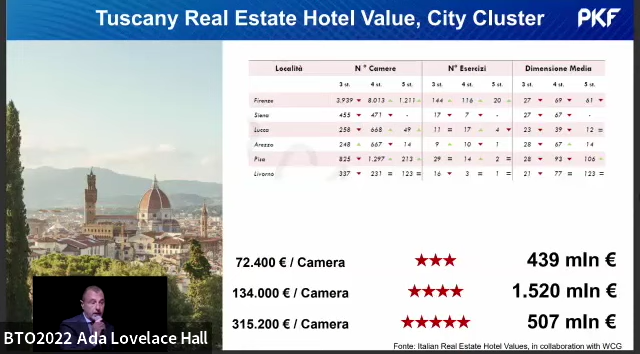 Tuscany Real Estate Hotel Value, City Cluster
PKF
Località N° Camere N° Esercizi Dimensione Media
3 st. 4 st. 5 st. 3 st. 4 st. 5 st. 3 st. 4 st. 5 st.
Firenze 3.939 8.013 1.211 144 116 20 27 69 61
Siena 455 471 - 17 7 - 27 67 -
Lucca 258 668 49 11 = 17 4 23 39 12 =
Arezzo 248 667 14 9 10 1 28 67 14
Pisa 825 1.297 213 29 = 14 2 = 28 93 106
Livorno 337 231 = 123 = 16 3 = 1 = 21 77 = 123 =
72.400 € / Camera 439 mln €
134.000 € / Camera 1.520 mln €
315.200 € / Camera 507 mln €
BTO2022 Ada Lovelace Hall
Fonte: Italian Real Estate Hotel Values, in collaboration with WCG